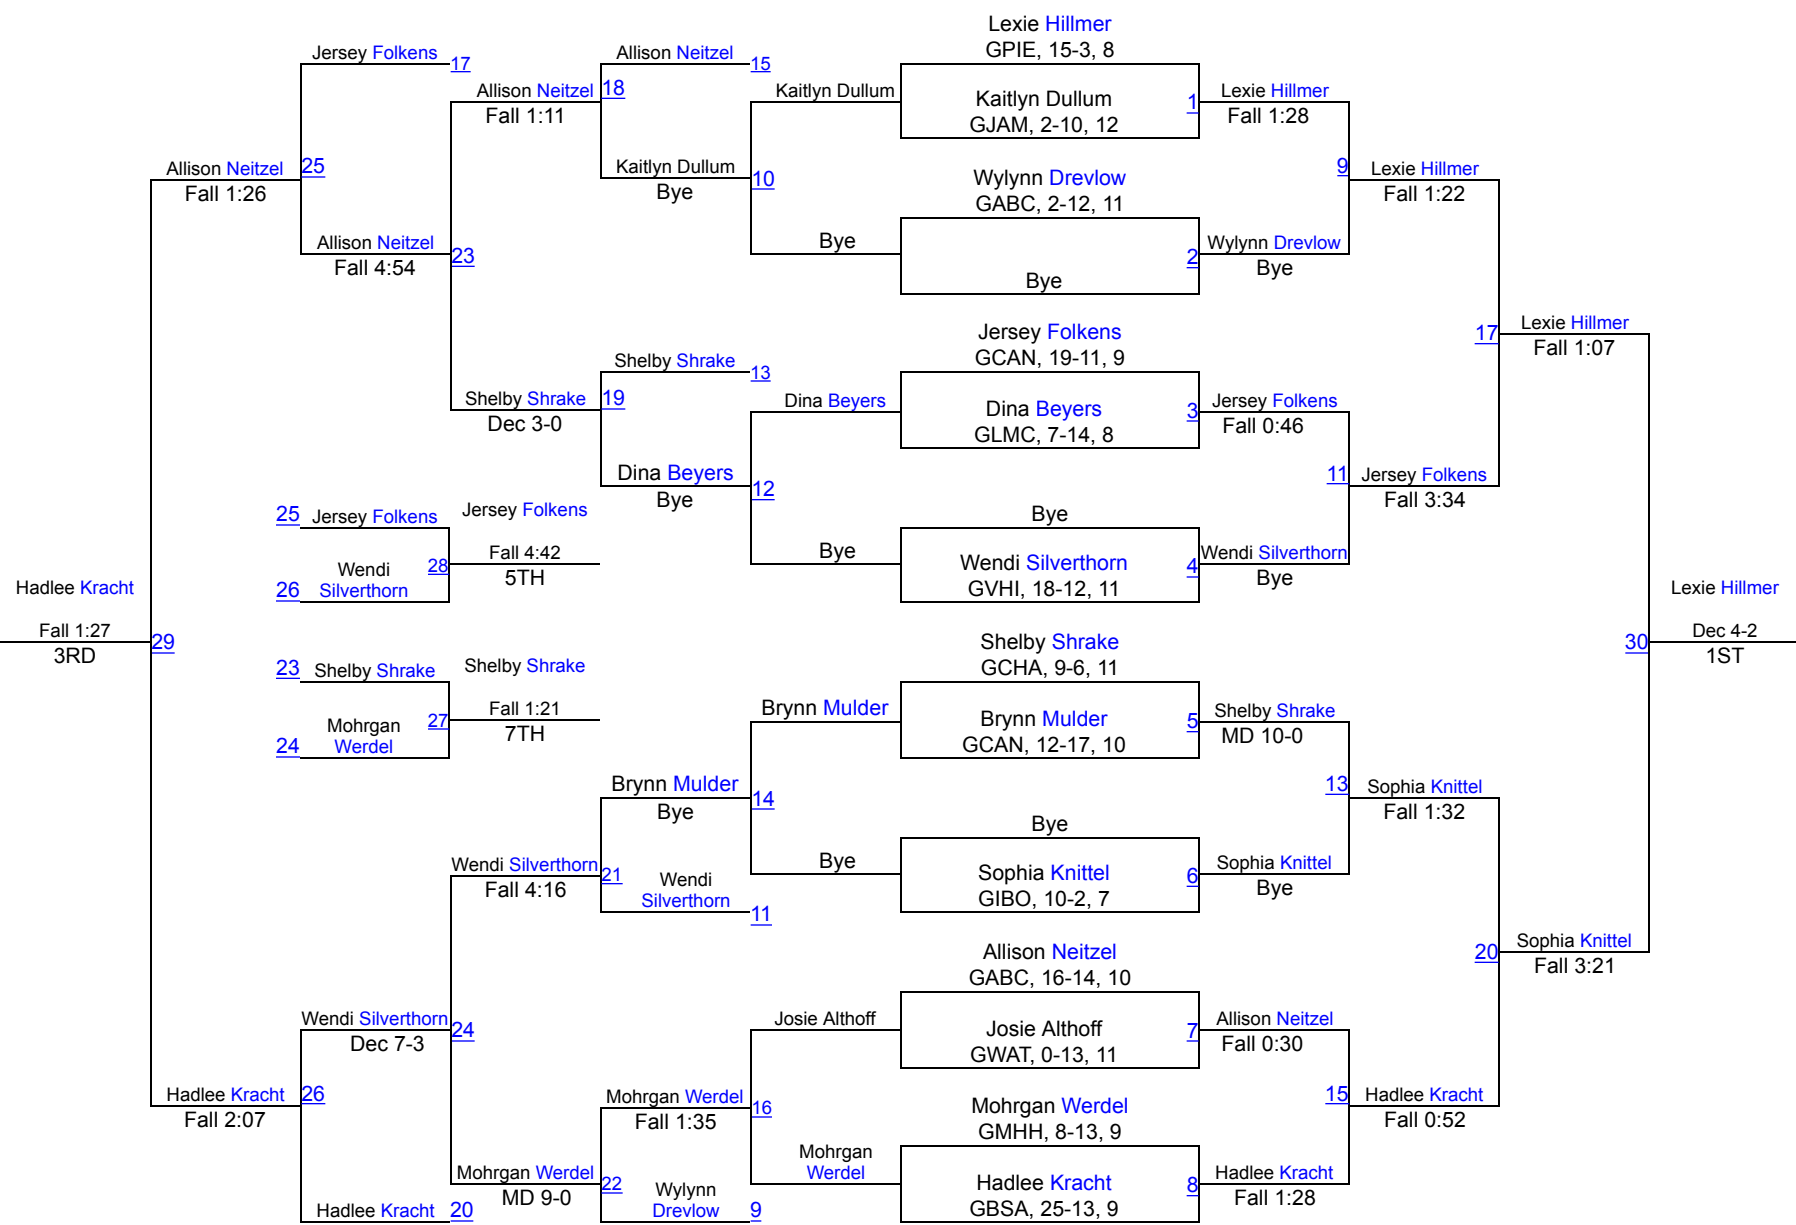 Lexie Hillmer
GPIE, 15-3, 8
Jersey Folkens
17
Allison Neitzel
15
Allison Neitzel
18
Fall 1:11
Kaitlyn Dullum
Kaitlyn Dullum
GJAM, 2-10, 12
1
Lexie Hillmer
Fall 1:28
Allison Neitzel
25
Fall 1:26
Kaitlyn Dullum
10
Bye
Wylynn Drevlow
GABC, 2-12, 11
9
Lexie Hillmer
Fall 1:22
Allison Neitzel
23
Fall 4:54
Bye
Bye
2
Wylynn Drevlow
Bye
Jersey Folkens
GCAN, 19-11, 9
17
Lexie Hillmer
Fall 1:07
Shelby Shrake
13
Shelby Shrake
19
Dec 3-0
Dina Beyers
Dina Beyers
GLMC, 7-14, 8
3
Jersey Folkens
Fall 0:46
Dina Beyers
12
Bye
11
Jersey Folkens
Fall 3:34
25
Jersey Folkens
Jersey Folkens
Bye
Fall 4:42
28
5TH
Wendi
Silverthorn
26
Bye
Wendi Silverthorn
GVHI, 18-12, 11
4
Wendi Silverthorn
Bye
Hadlee Kracht
Fall 1:27
29
3RD
Lexie Hillmer
30
Dec 4-2
1ST
Shelby Shrake
GCHA, 9-6, 11
23
Shelby Shrake
Shelby Shrake
Fall 1:21
27
7TH
Mohrgan
Werdel
24
Brynn Mulder
Brynn Mulder
GCAN, 12-17, 10
5
Shelby Shrake
MD 10-0
Brynn Mulder
14
Bye
13
Sophia Knittel
Fall 1:32
Bye
Wendi Silverthorn
21
Fall 4:16
Wendi
Silverthorn
11
Bye
Sophia Knittel
GIBO, 10-2, 7
6
Sophia Knittel
Bye
Allison Neitzel
GABC, 16-14, 10
20
Sophia Knittel
Fall 3:21
Wendi Silverthorn
24
Dec 7-3
Josie Althoff
Josie Althoff
GWAT, 0-13, 11
7
Allison Neitzel
Fall 0:30
Hadlee Kracht
26
Fall 2:07
Mohrgan Werdel
16
Fall 1:35
Mohrgan Werdel
GMHH, 8-13, 9
15
Hadlee Kracht
Fall 0:52
Mohrgan
Werdel
Mohrgan Werdel
22
MD 9-0
Wylynn
Drevlow
9
Hadlee Kracht
GBSA, 25-13, 9
8
Hadlee Kracht
Fall 1:28
Hadlee Kracht
20